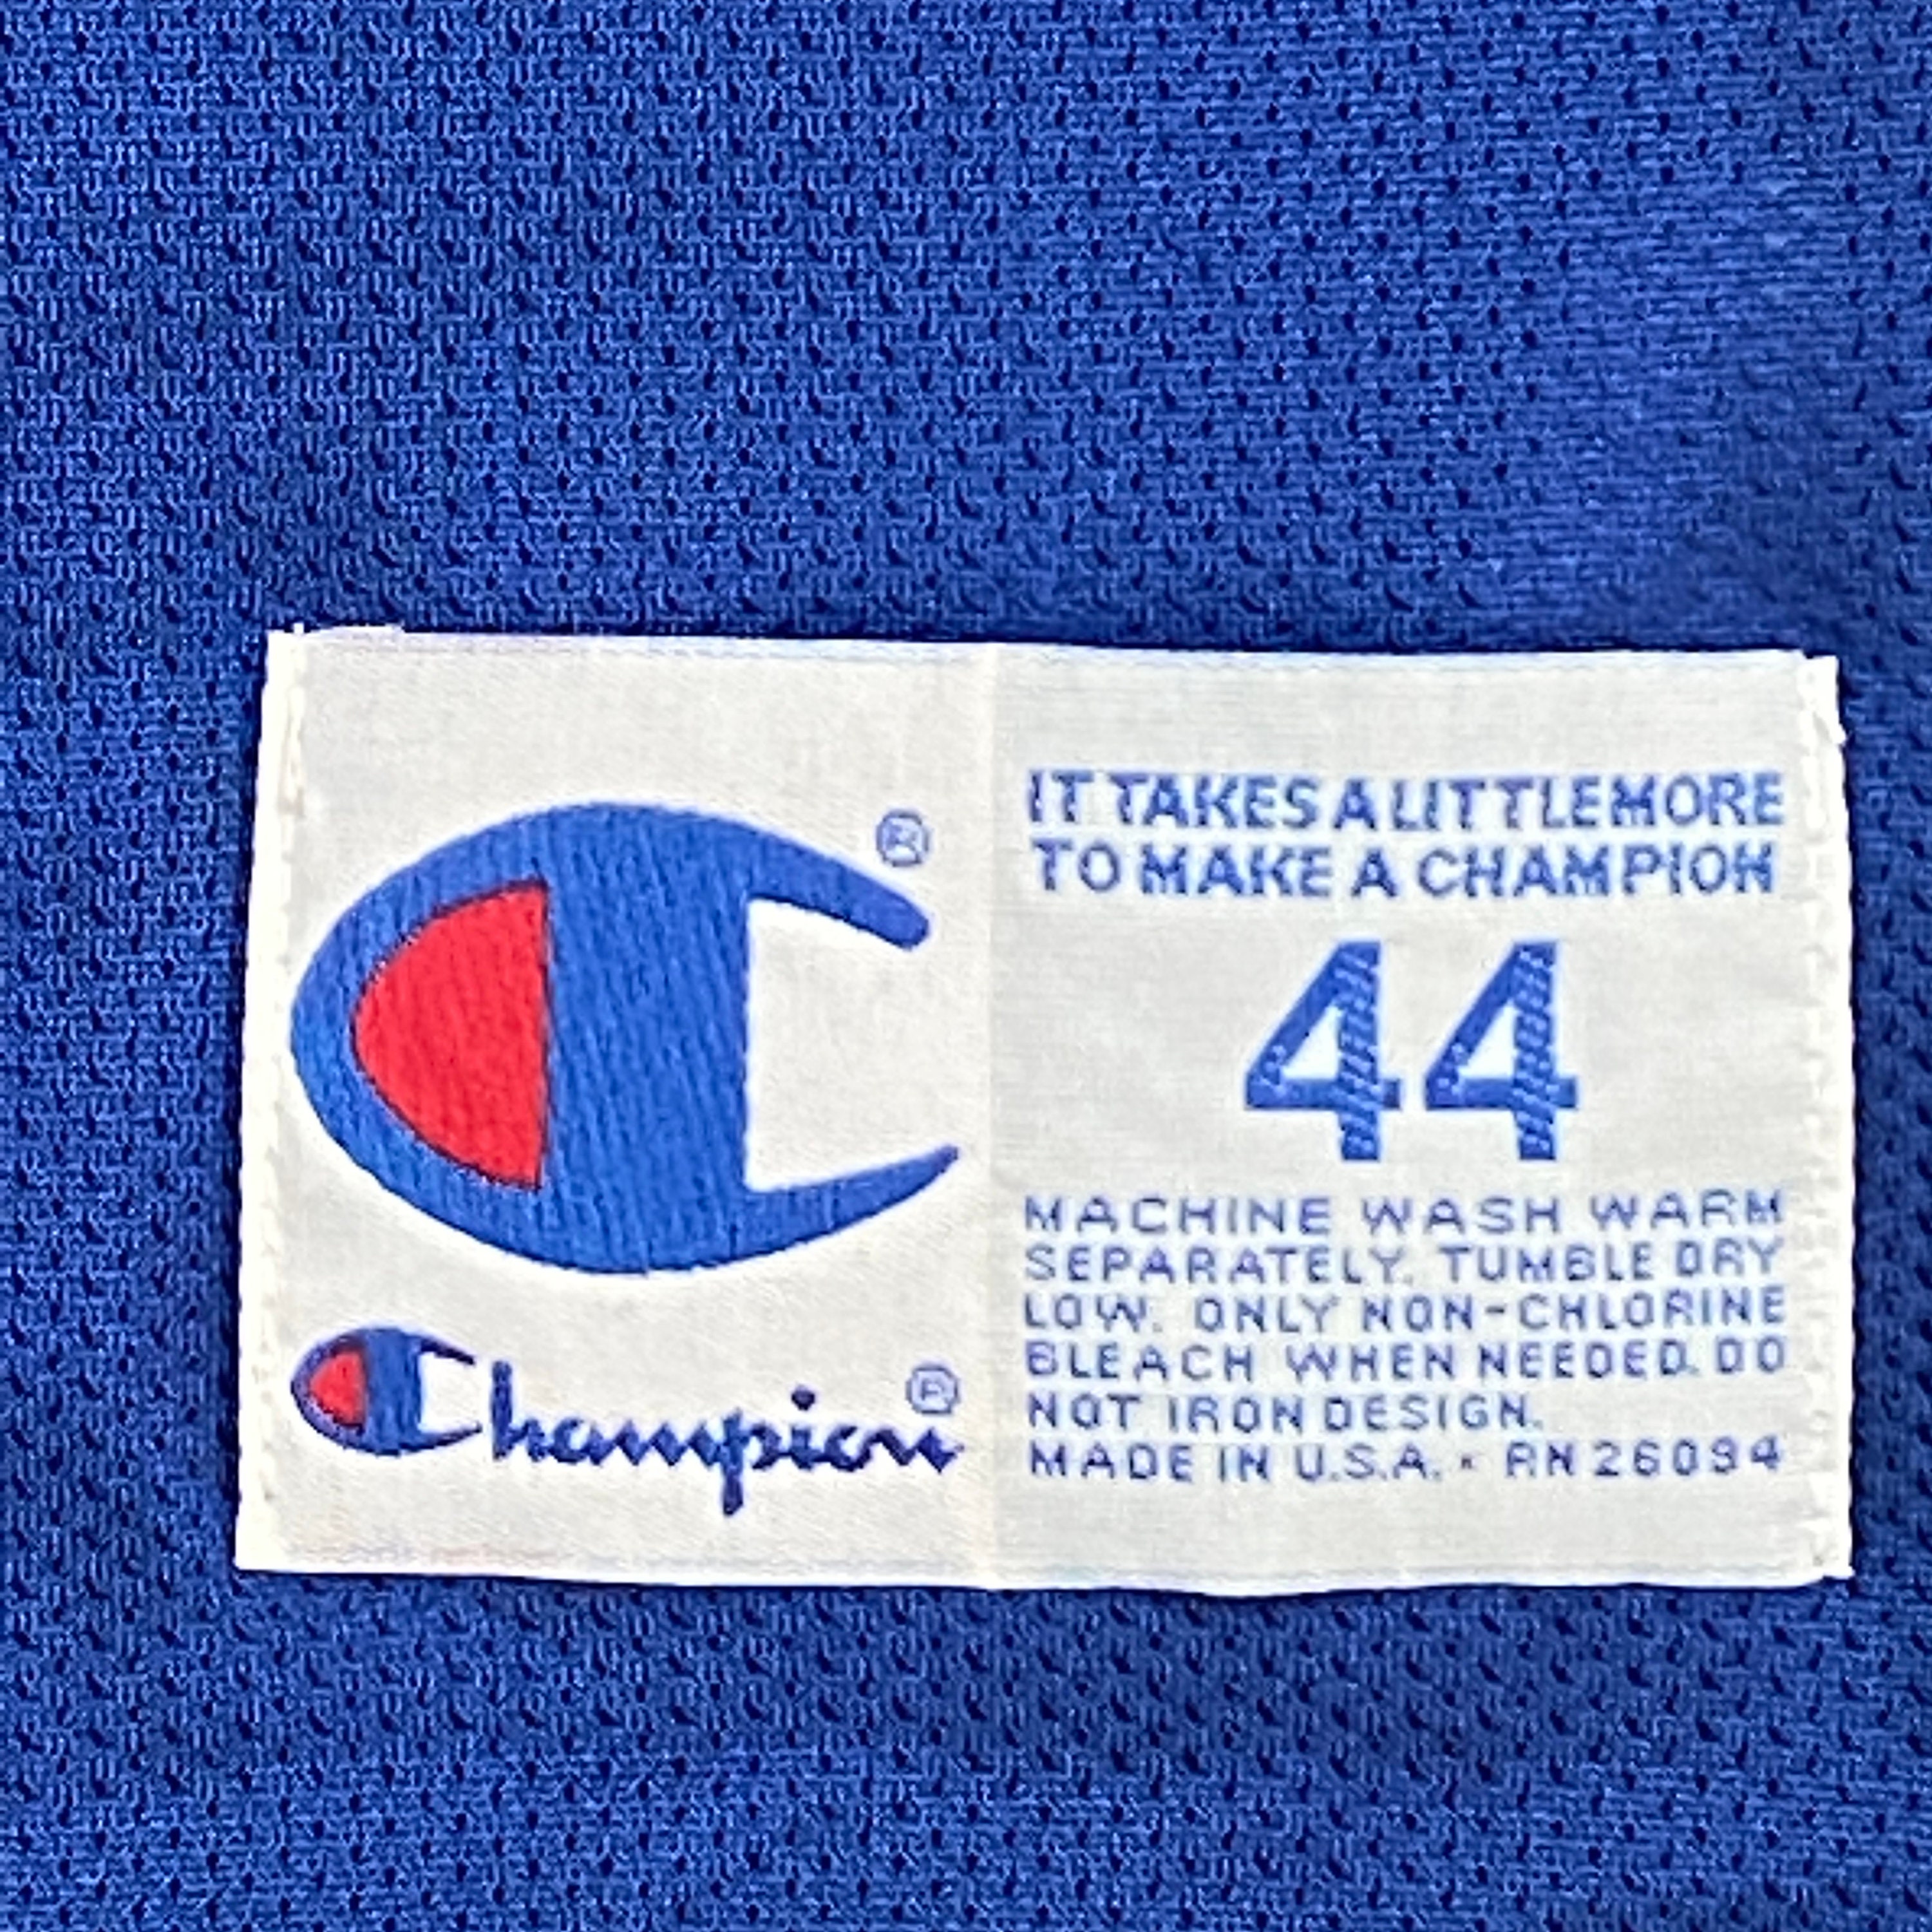 Champion
IT TAKES A LITTLE MORE
TO MAKE A CHAMPION
44
MACHINE WASH WARM
SEPARATELY. TUMBLE DRY
LOW. ONLY NON-CHLORINE
BLEACH WHEN NEEDED. DO
NOT IRON DESIGN.
MADE IN U.S.A. • RN 26094